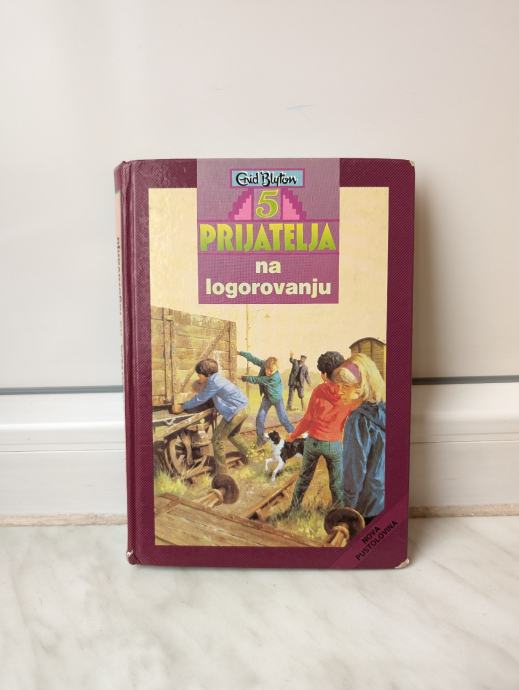 Enid Blyton
5
PRIJATELJA
na
logorovanju
NOVA
PUSTOLOVINA